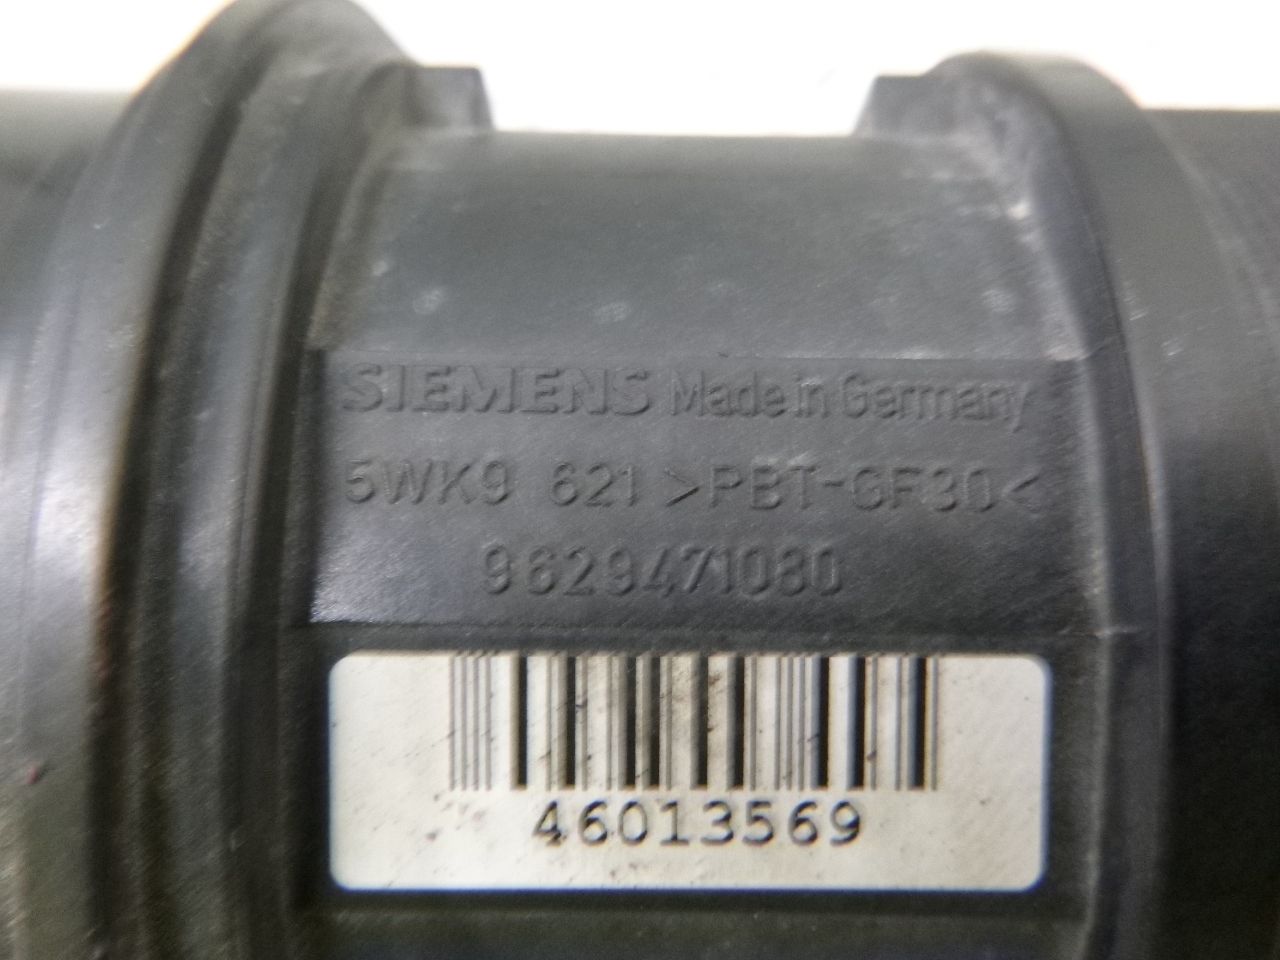 SIEMENS Made in Germany
5WK9 621 >PBT-GF30<
9629471080
46013569